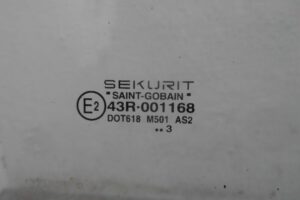 SEKURIT
"SAINT-GOBAIN"
E2 43R-001168
DOT618 M501 AS2
.. 3